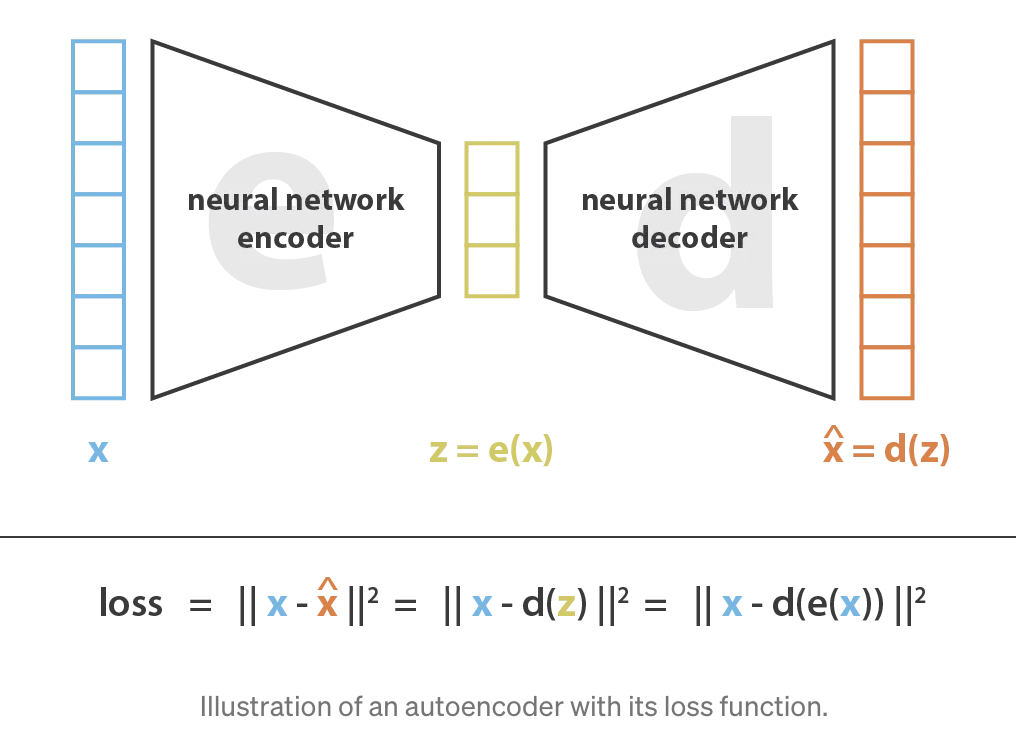 e
neural network
encoder
d
neural network
decoder
x
z = e(x)
x̂ = d(z)
loss = || x - x̂ ||² = || x - d(z) ||² = || x - d(e(x)) ||²
Illustration of an autoencoder with its loss function.